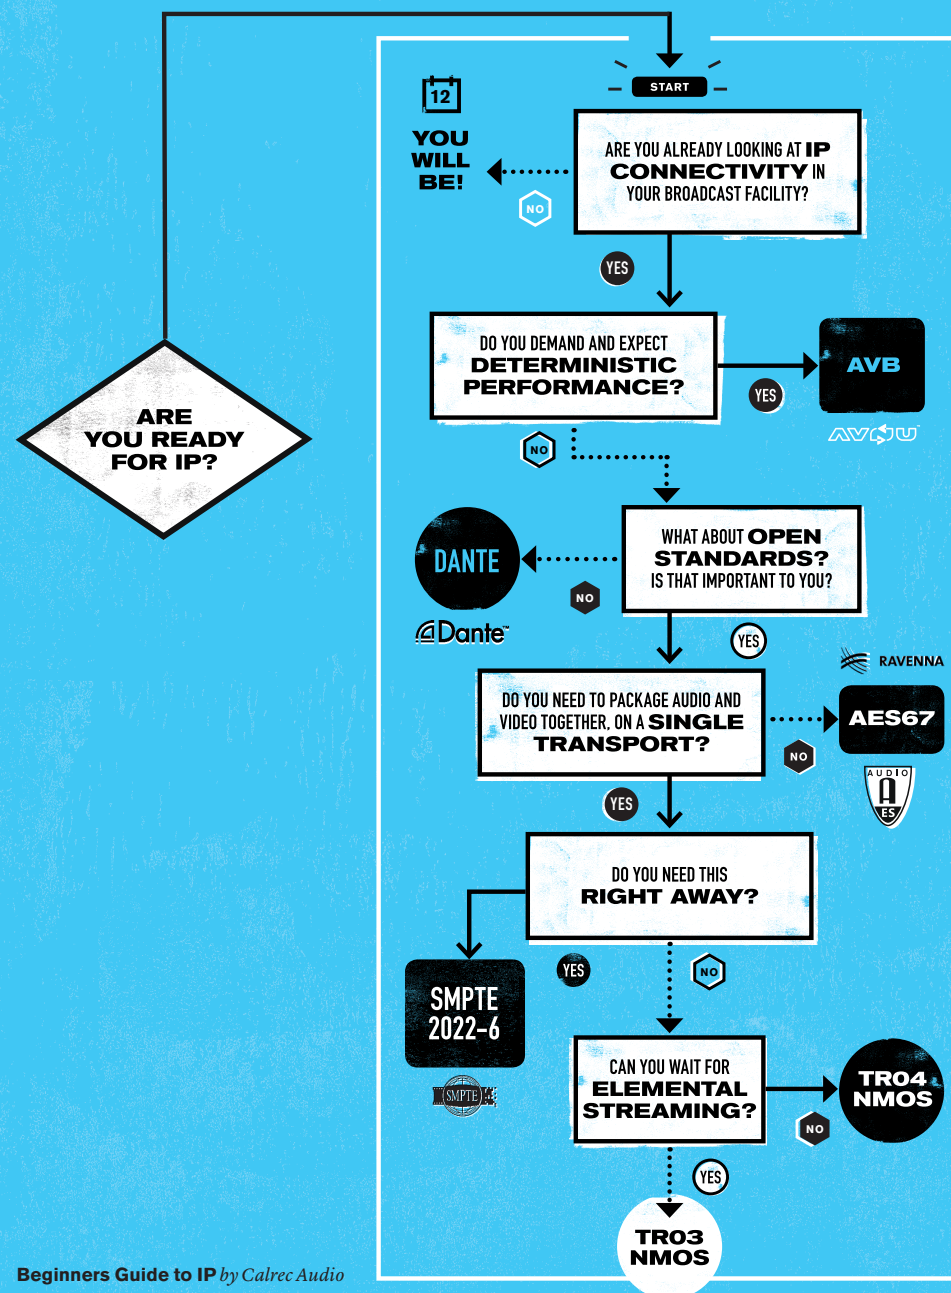 START
12
YOU
WILL
BE!
ARE YOU ALREADY LOOKING AT IP
CONNECTIVITY IN
YOUR BROADCAST FACILITY?
NO
YES
DO YOU DEMAND AND EXPECT
DETERMINISTIC
PERFORMANCE?
YES
AVB
AVNU
NO
ARE
YOU READY
FOR IP?
WHAT ABOUT OPEN
STANDARDS?
IS THAT IMPORTANT TO YOU?
NO
DANTE
Dante™
YES
DO YOU NEED TO PACKAGE AUDIO AND
VIDEO TOGETHER, ON A SINGLE
TRANSPORT?
NO
RAVENNA
AES67
AUDIO
A
ES
YES
DO YOU NEED THIS
RIGHT AWAY?
YES
SMPTE
2022-6
SMPTE
NO
CAN YOU WAIT FOR
ELEMENTAL
STREAMING?
NO
TR04
NMOS
YES
TR03
NMOS
Beginners Guide to IP by Calrec Audio